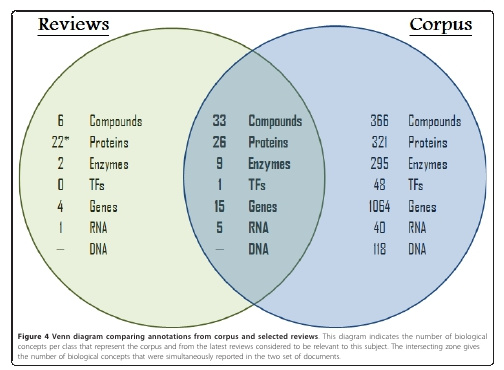 Reviews Corpus
6 Compounds 33 Compounds 366 Compounds
22* Proteins 26 Proteins 321 Proteins
2 Enzymes 9 Enzymes 295 Enzymes
0 TFs 1 TFs 48 TFs
4 Genes 15 Genes 1064 Genes
1 RNA 5 RNA 40 RNA
— DNA — DNA 118 DNA
Figure 4 Venn diagram comparing annotations from corpus and selected reviews. This diagram indicates the number of biological
concepts per class that represent the corpus and from the latest reviews considered to be relevant to this subject. The intersecting zone gives
the number of biological concepts that were simultaneously reported in the two set of documents.